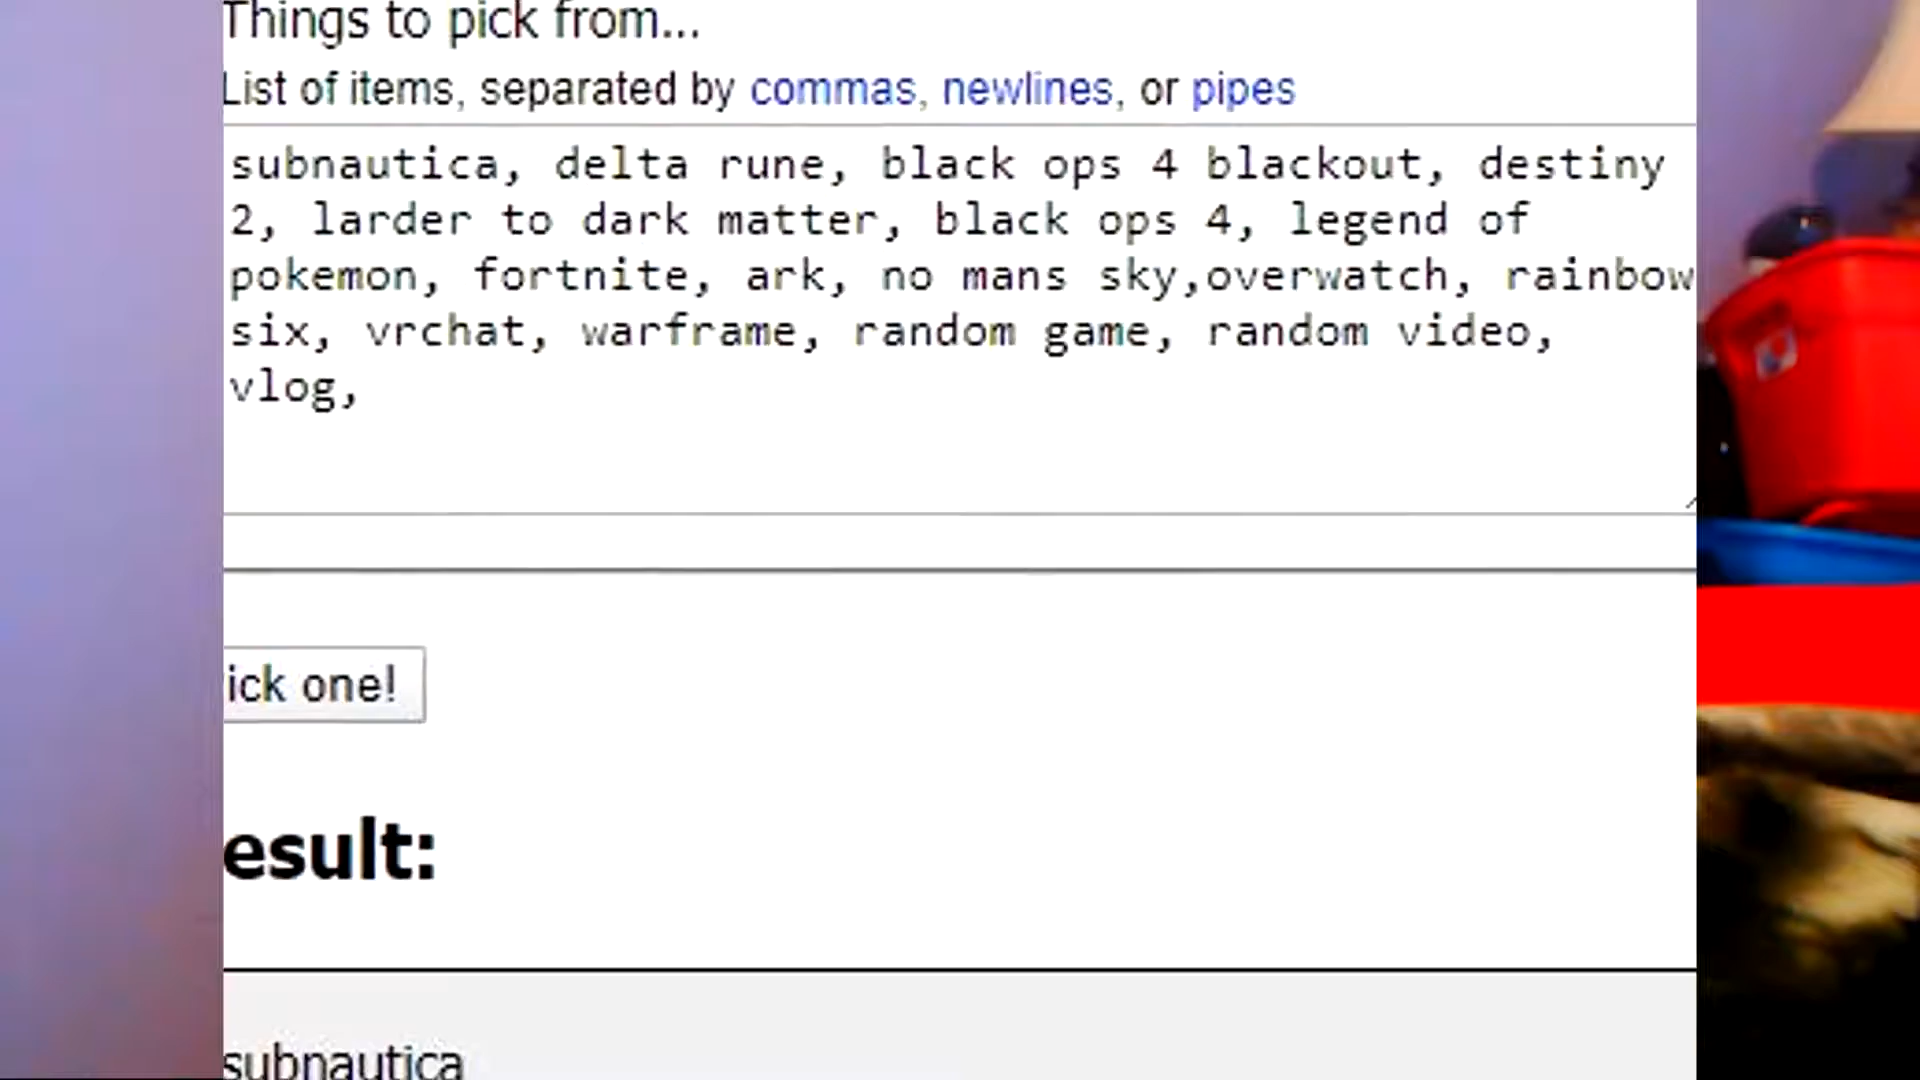 Things to pick from...
List of items, separated by commas, newlines, or pipes
subnautica, delta rune, black ops 4 blackout, destiny
2, larder to dark matter, black ops 4, legend of
pokemon, fortnite, ark, no mans sky,overwatch, rainbow
six, vrchat, warframe, random game, random video,
vlog,
ick one!
esult:
subnautica